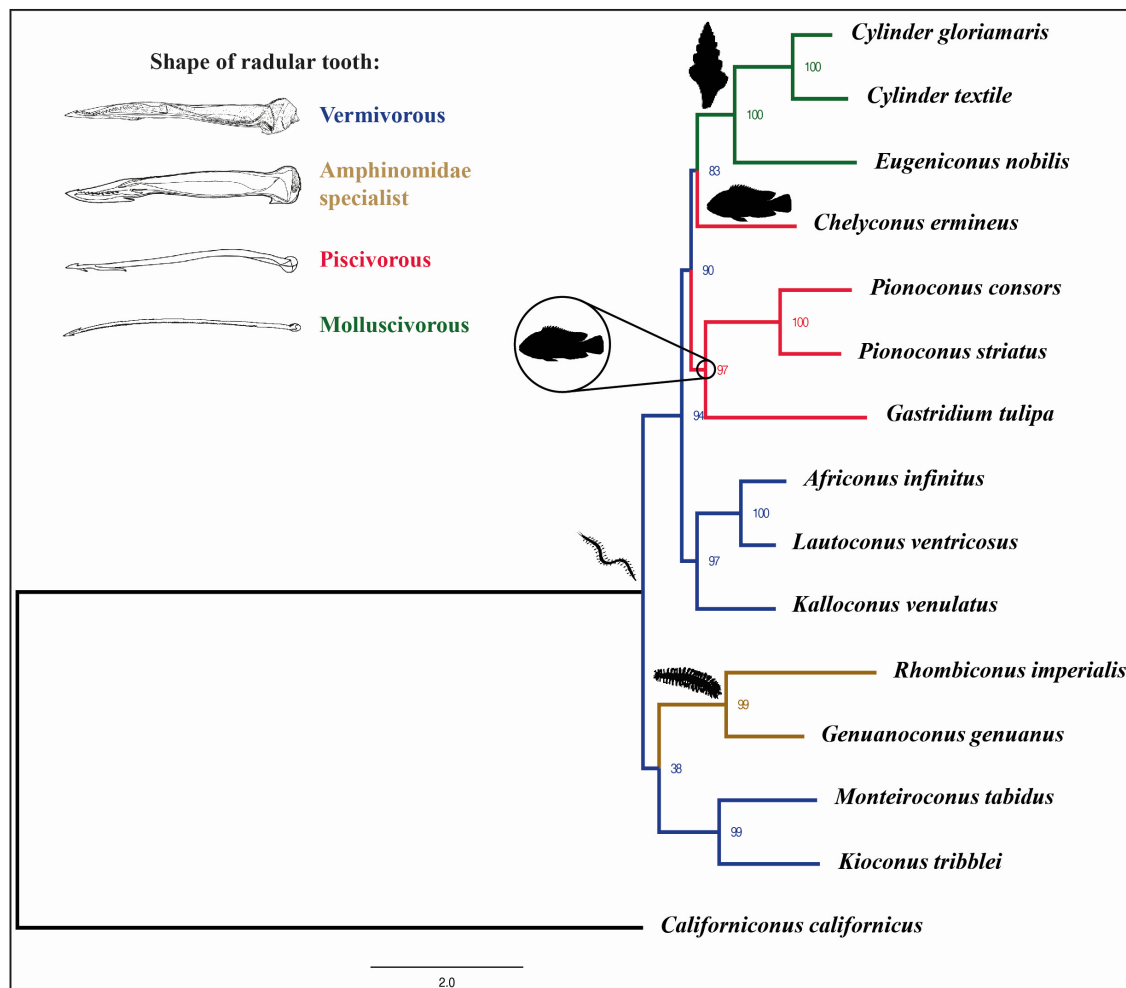 Shape of radular tooth:
Vermivorous
Amphinomidae
specialist
Piscivorous
Molluscivorous
Cylinder gloriamaris
100
Cylinder textile
100
Eugeniconus nobilis
83
Chelyconus ermineus
90
Pionoconus consors
100
Pionoconus striatus
97
Gastridium tulipa
94
Africonus infinitus
100
Lautoconus ventricosus
97
Kalloconus venulatus
Rhombiconus imperialis
99
Genuanoconus genuanus
38
Monteiroconus tabidus
99
Kioconus tribblei
Californiconus californicus
2.0